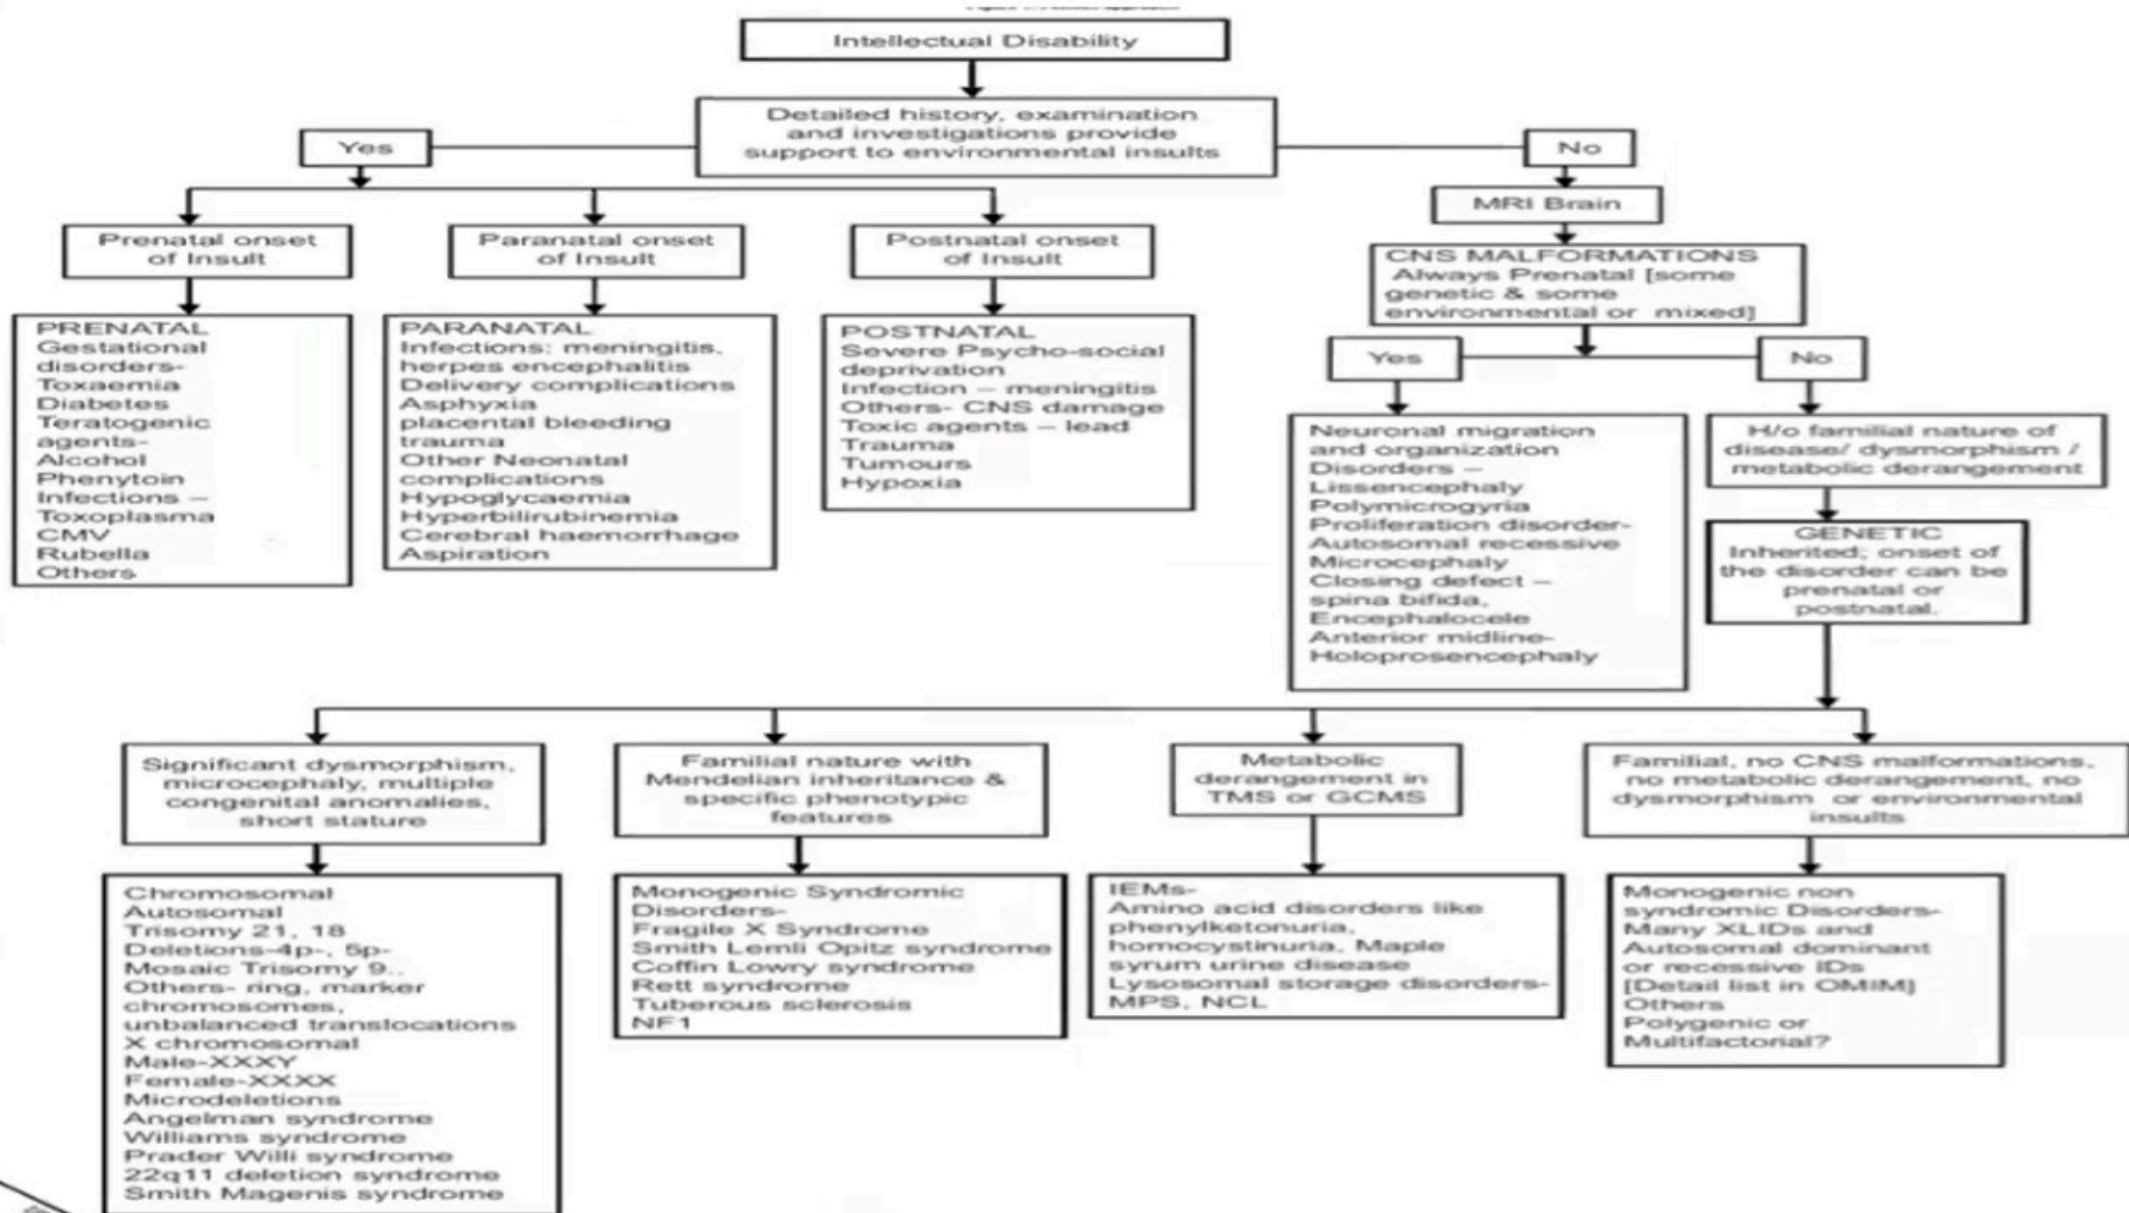 Intellectual Disability
Detailed history, examination
and investigations provide
support to environmental insults
Yes
No
MRI Brain
Prenatal onset
of Insult
Paranatal onset
of Insult
Postnatal onset
of Insult
CNS MALFORMATIONS
Always Prenatal [some
genetic & some
environmental or mixed]
PRENATAL
Gestational
disorders-
Toxaemia
Diabetes
Teratogenic
agents-
Alcohol
Phenytoin
Infections –
Toxoplasma
CMV
Rubella
Others
PARANATAL
Infections: meningitis,
herpes encephalitis
Delivery complications
Asphyxia
placental bleeding
trauma
Other Neonatal
complications
Hypoglycaemia
Hyperbilirubinemia
Cerebral haemorrhage
Aspiration
POSTNATAL
Severe Psycho-social
deprivation
Infection – meningitis
Others- CNS damage
Toxic agents – lead
Trauma
Tumours
Hypoxia
Yes
No
Neuronal migration
and organization
Disorders –
Lissencephaly
Polymicrogyria
Proliferation disorder-
Autosomal recessive
Microcephaly
Closing defect –
spina bifida,
Encephalocele
Anterior midline-
Holoprosencephaly
H/o familial nature of
disease/ dysmorphism /
metabolic derangement
GENETIC
Inherited; onset of
the disorder can be
prenatal or
postnatal.
Significant dysmorphism,
microcephaly, multiple
congenital anomalies,
short stature
Familial nature with
Mendelian inheritance &
specific phenotypic
features
Metabolic
derangement in
TMS or GCMS
Familial, no CNS malformations,
no metabolic derangement, no
dysmorphism or environmental
insults
Chromosomal
Autosomal
Trisomy 21, 18
Deletions-4p-, 5p-
Mosaic Trisomy 9..
Others- ring, marker
chromosomes,
unbalanced translocations
X chromosomal
Male-XXXY
Female-XXXX
Microdeletions
Angelman syndrome
Williams syndrome
Prader Willi syndrome
22q11 deletion syndrome
Smith Magenis syndrome
Monogenic Syndromic
Disorders-
Fragile X Syndrome
Smith Lemli Opitz syndrome
Coffin Lowry syndrome
Rett syndrome
Tuberous sclerosis
NF1
IEMs-
Amino acid disorders like
phenylketonuria,
homocystinuria, Maple
syrum urine disease
Lysosomal storage disorders-
MPS, NCL
Monogenic non
syndromic Disorders-
Many XLIDs and
Autosomal dominant
or recessive IDs
[Detail list in OMIM]
Others
Polygenic or
Multifactorial?